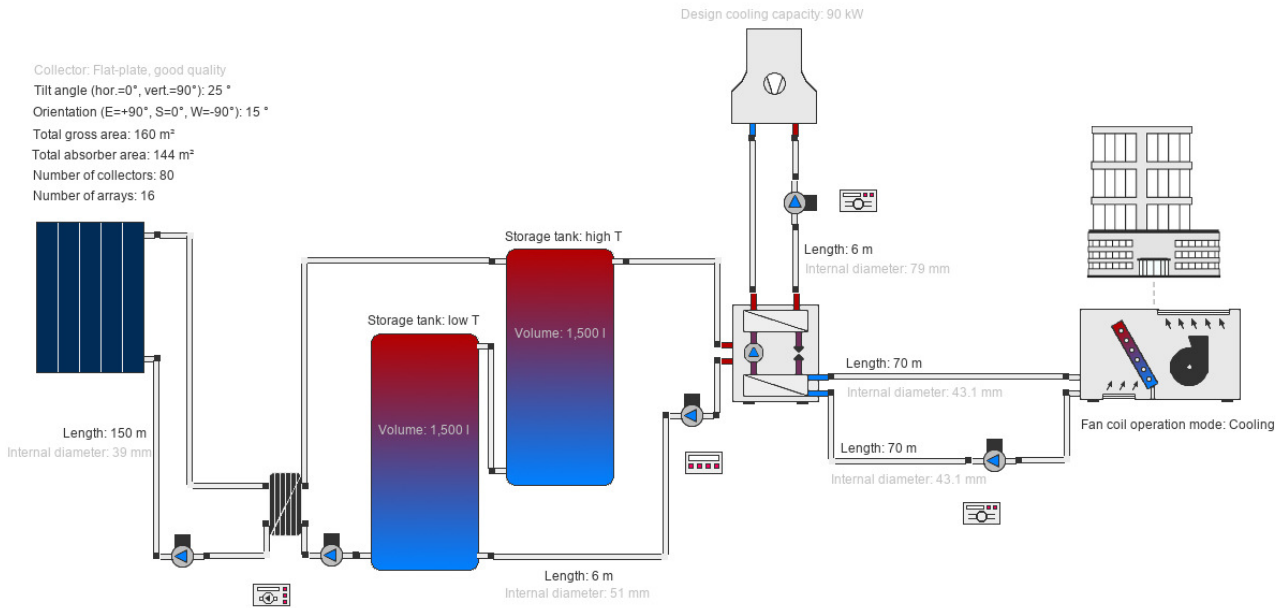 Design cooling capacity: 90 kW
Collector: Flat-plate, good quality
Tilt angle (hor.=0°, vert.=90°): 25 °
Orientation (E=+90°, S=0°, W=-90°): 15 °
Total gross area: 160 m²
Total absorber area: 144 m²
Number of collectors: 80
Number of arrays: 16
Storage tank: high T
Length: 6 m
Internal diameter: 79 mm
Storage tank: low T
Volume: 1,500 l
Length: 70 m
Internal diameter: 43.1 mm
Fan coil operation mode: Cooling
Length: 150 m
Internal diameter: 39 mm
Volume: 1,500 l
Length: 70 m
Internal diameter: 43.1 mm
Length: 6 m
Internal diameter: 51 mm